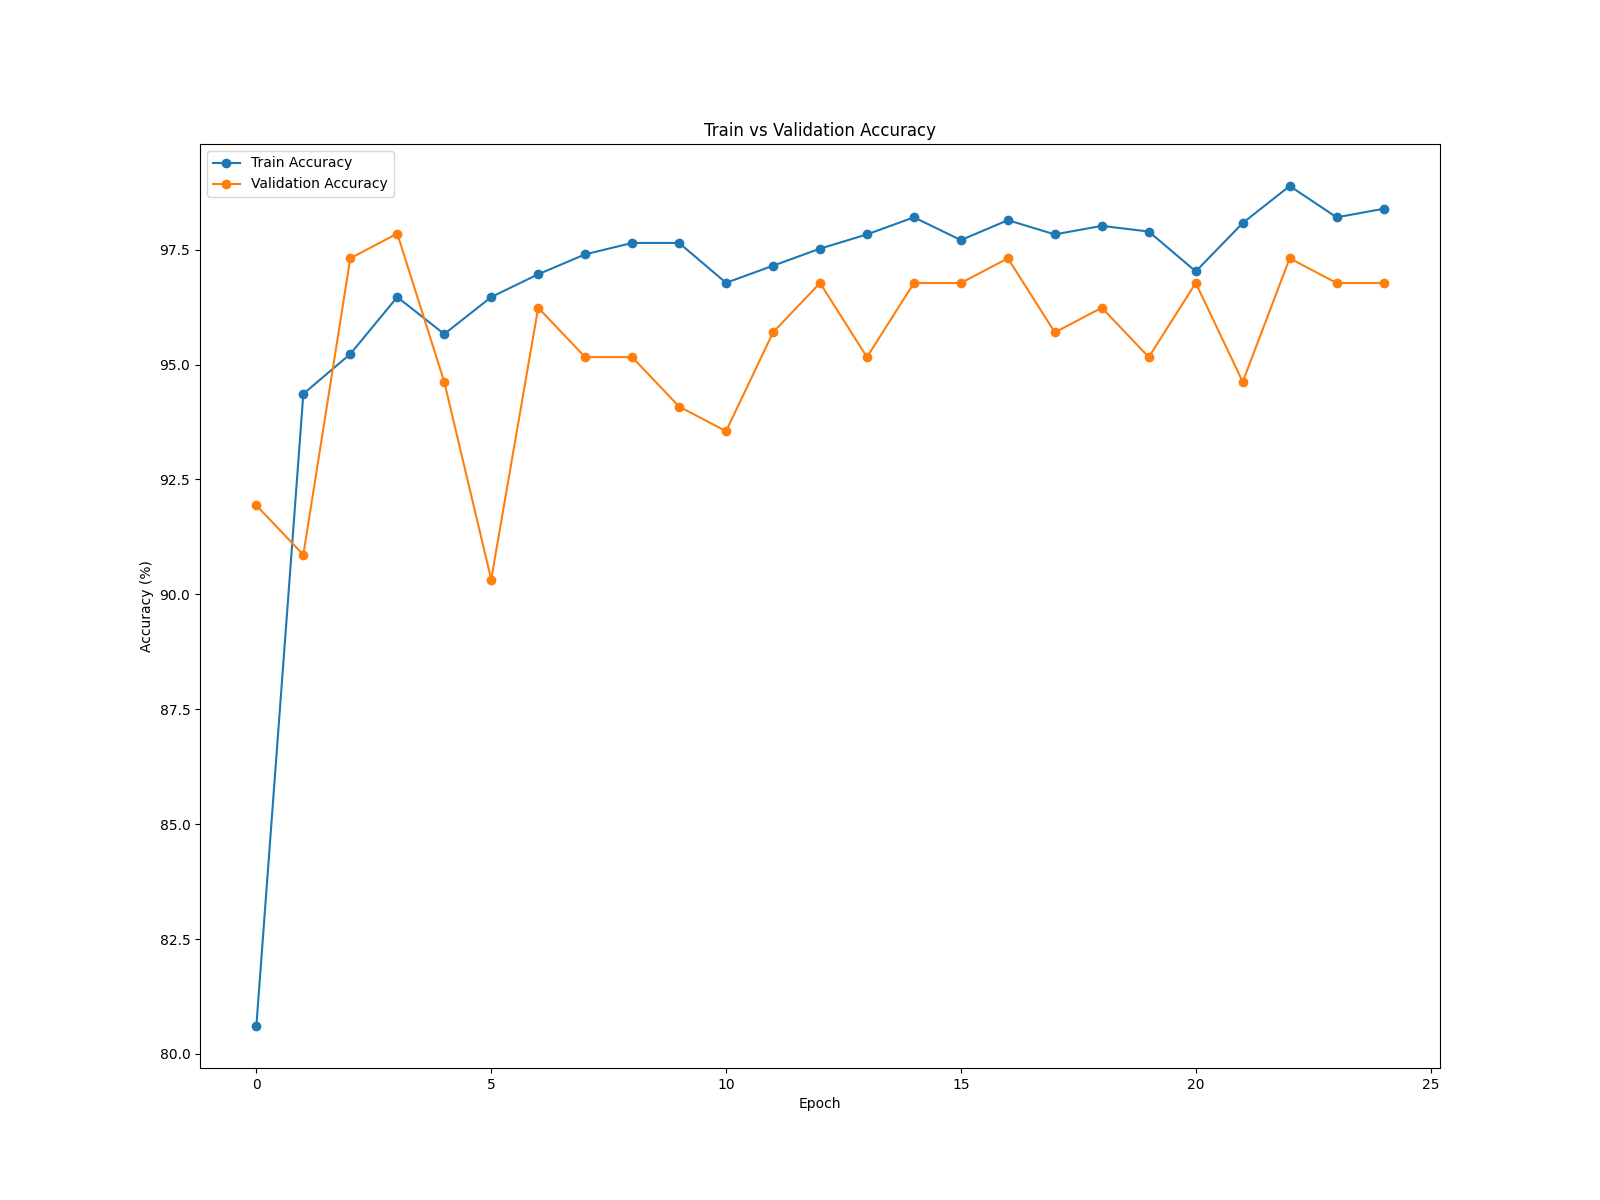 Train vs Validation Accuracy
Train Accuracy
Validation Accuracy
97.5
95.0
92.5
90.0
87.5
85.0
82.5
80.0
Accuracy (%)
0 5 10 15 20 25
Epoch